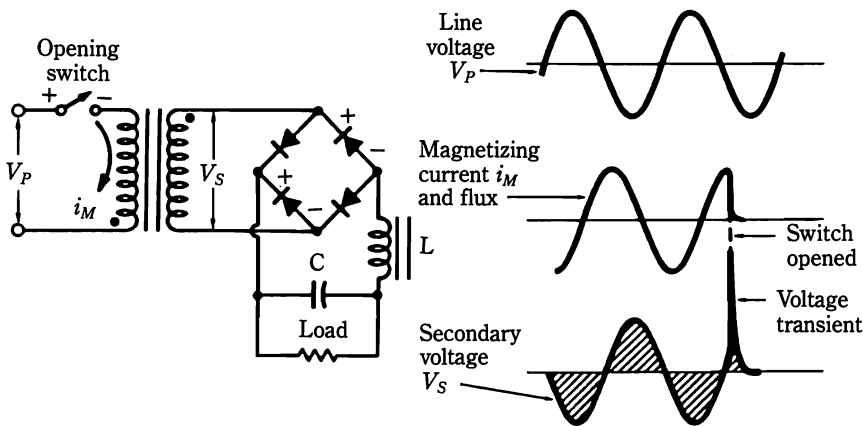 Opening
switch
+ −
V_P
i_M
V_S
+
−
+
−
L
C
Load
Line
voltage
V_P
Magnetizing
current i_M
and flux
Switch
opened
Voltage
transient
Secondary
voltage
V_S